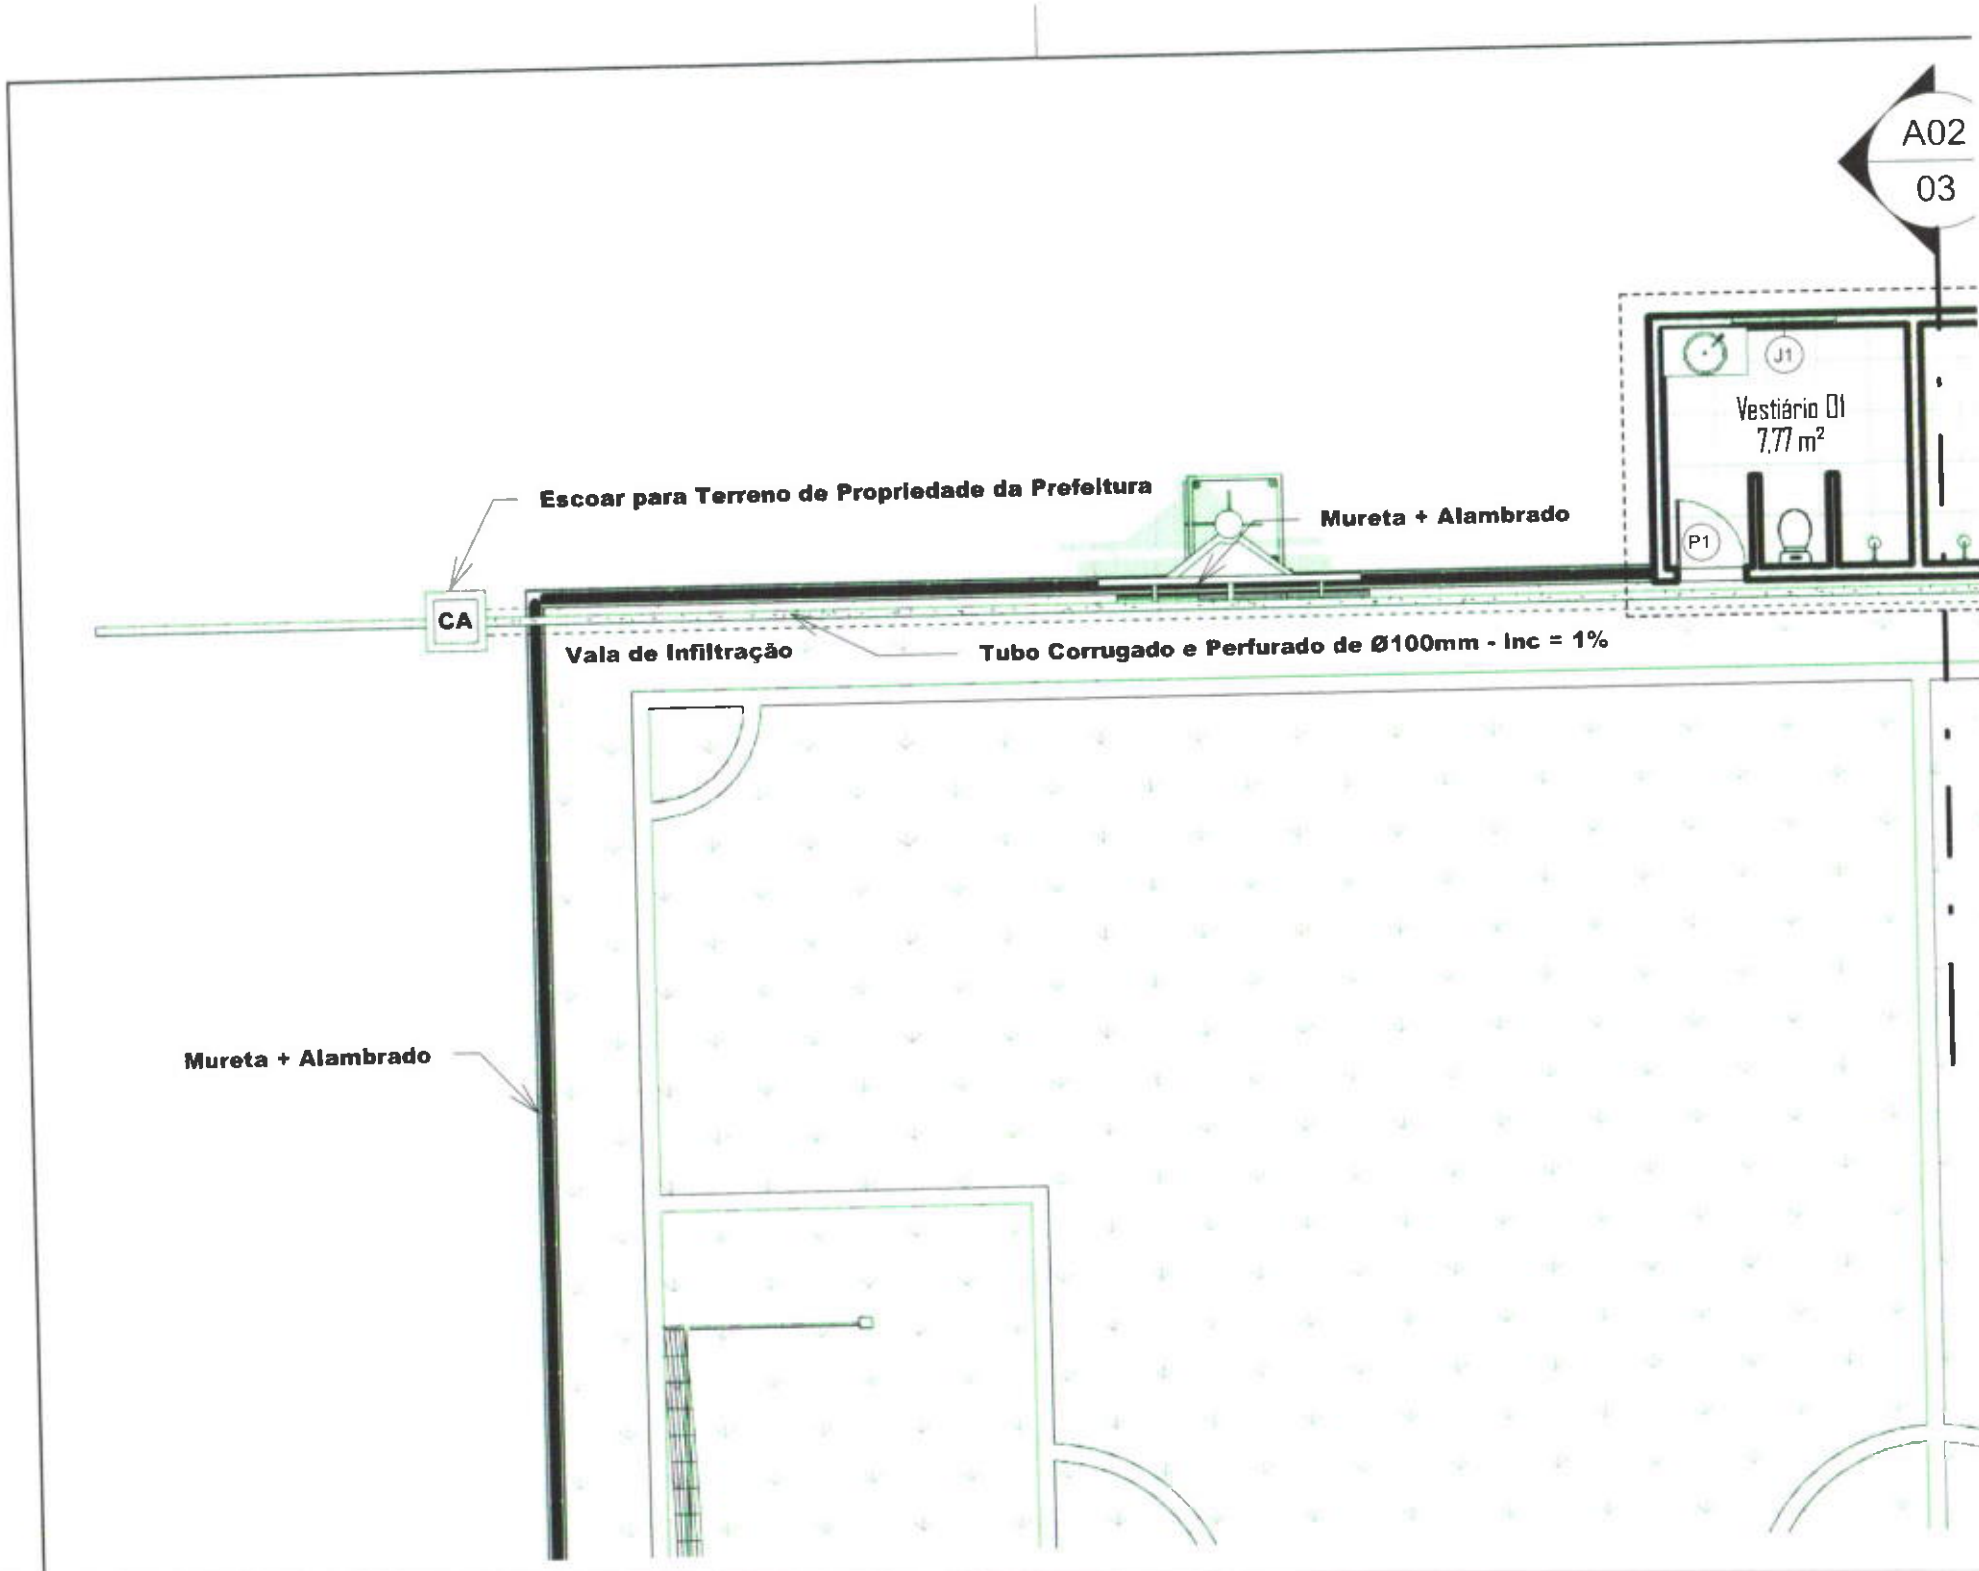 A02
03
J1
Vestiário 01
7,77 m²
Escoar para Terreno de Propriedade da Prefeitura
Mureta + Alambrado
P1
CA
Vala de Infiltração
Tubo Corrugado e Perfurado de Ø100mm - inc = 1%
Mureta + Alambrado